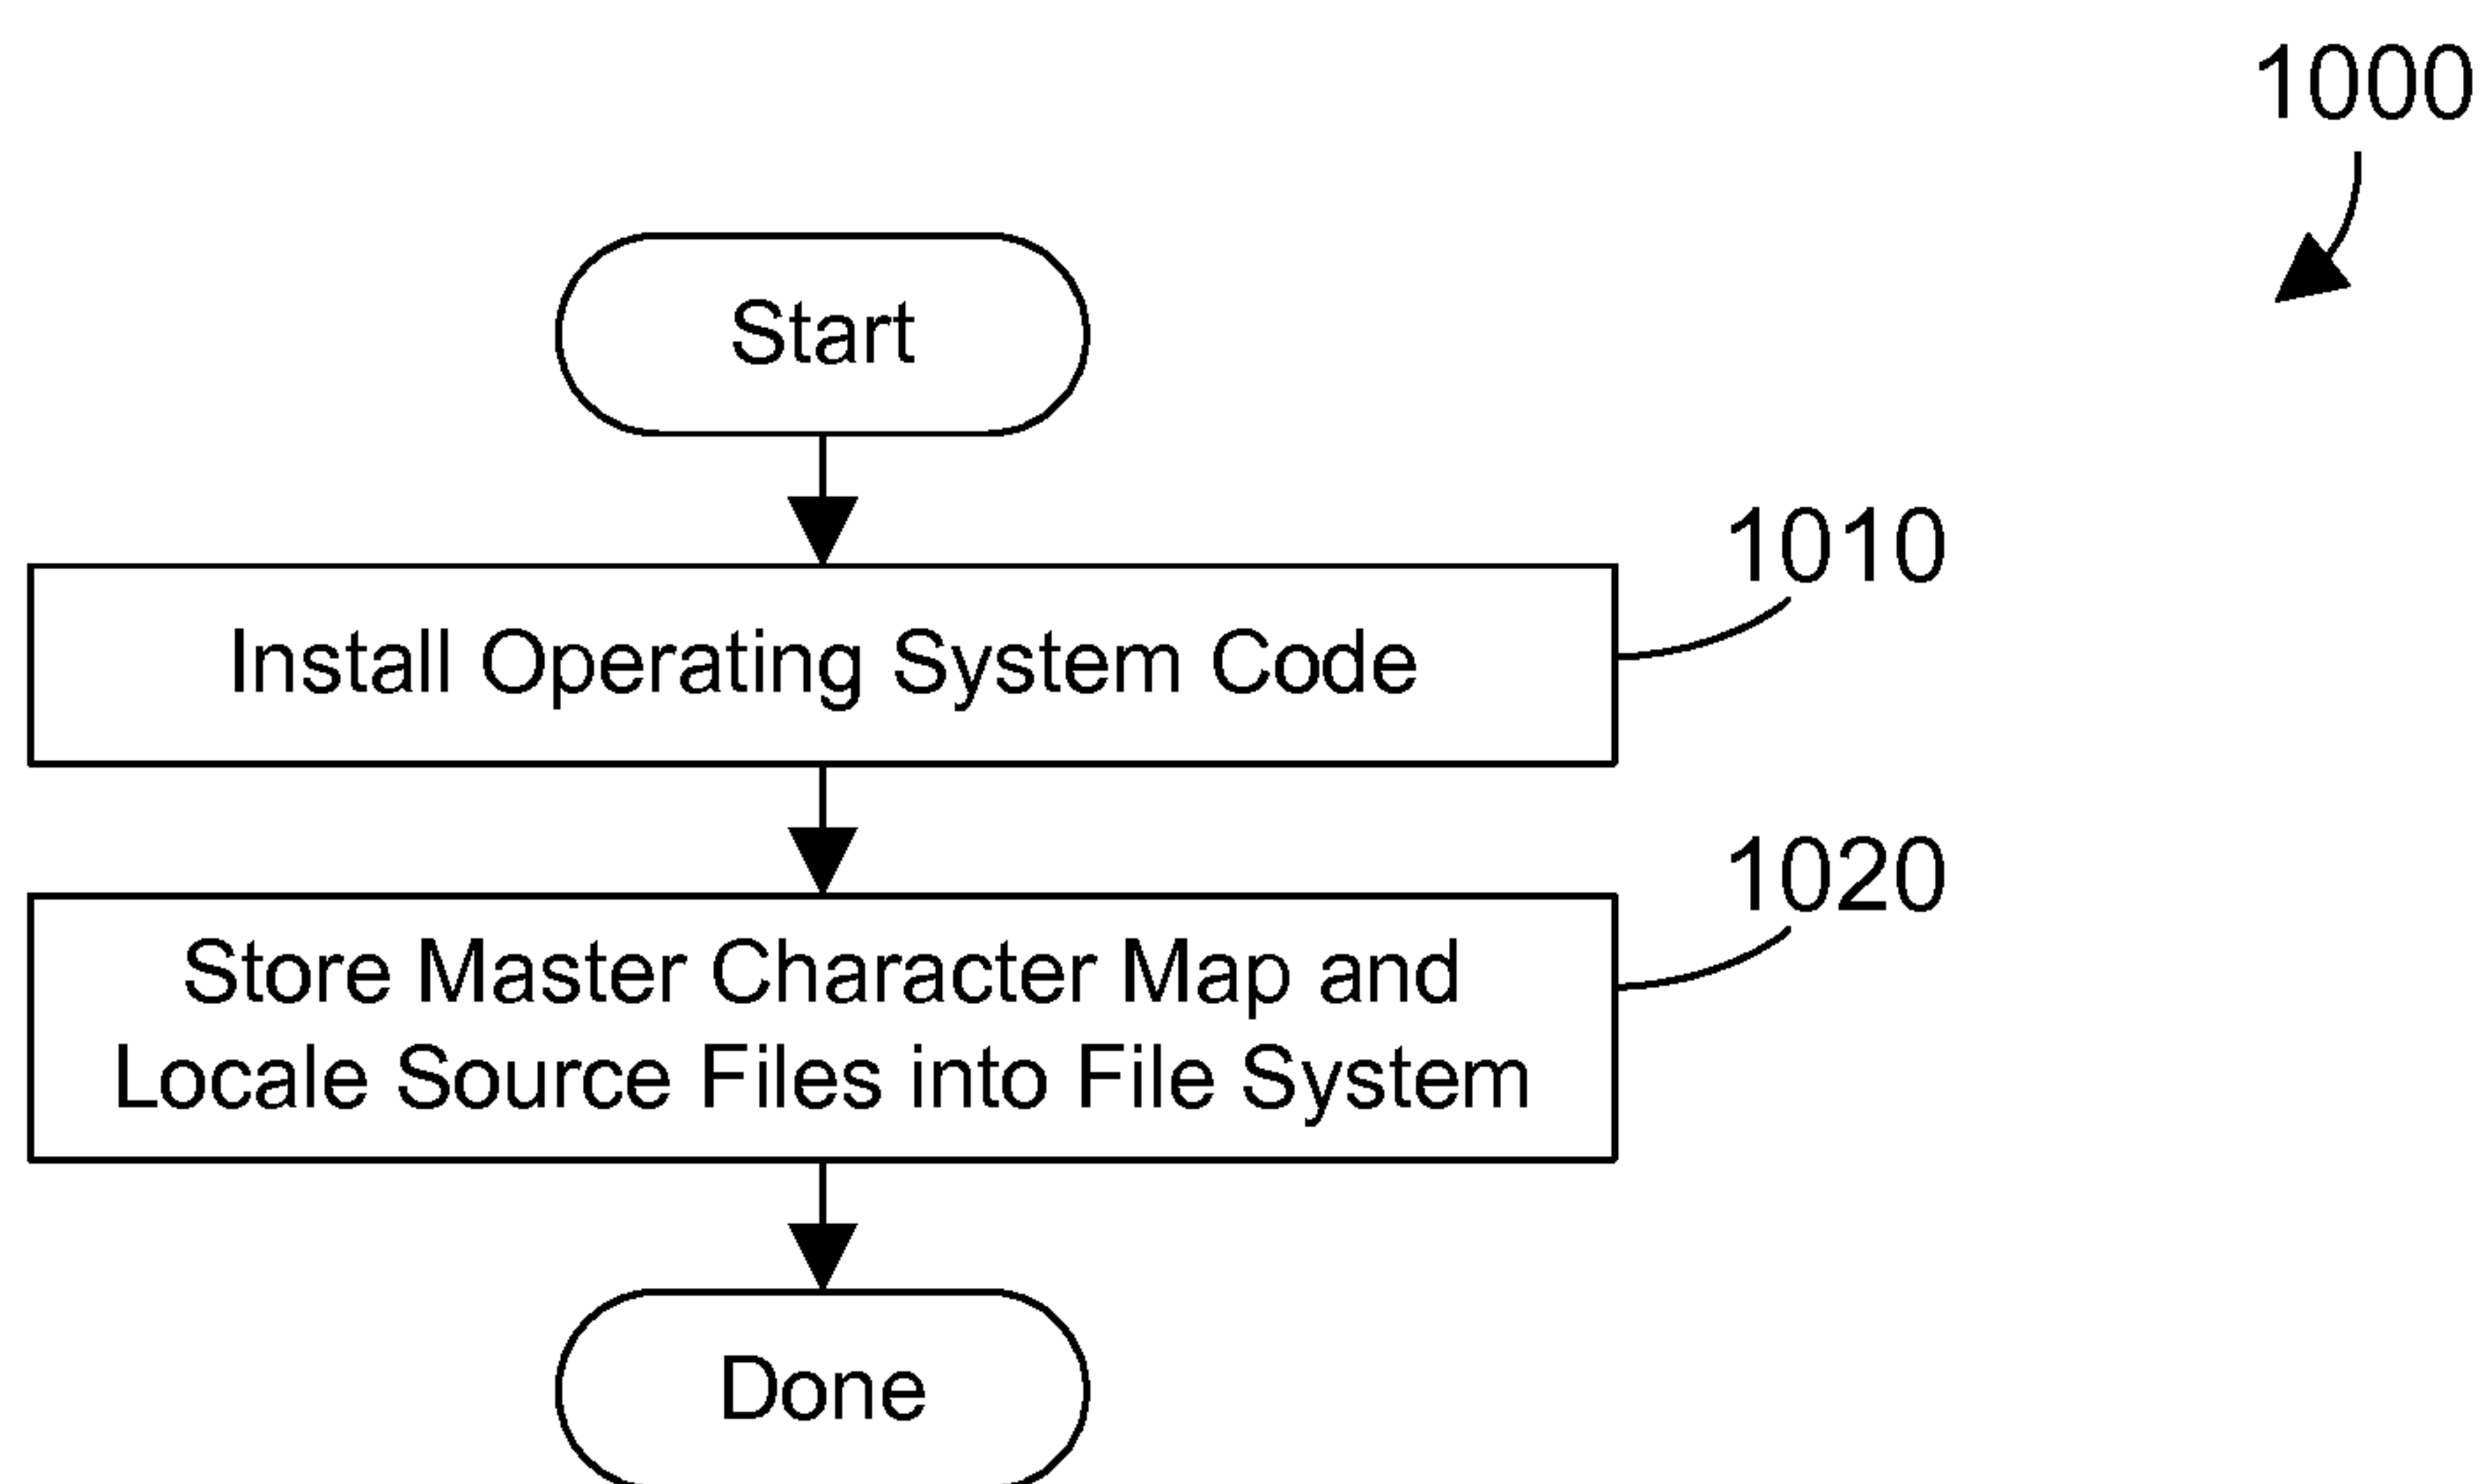 1000
Start
1010
Install Operating System Code
1020
Store Master Character Map and
Locale Source Files into File System
Done